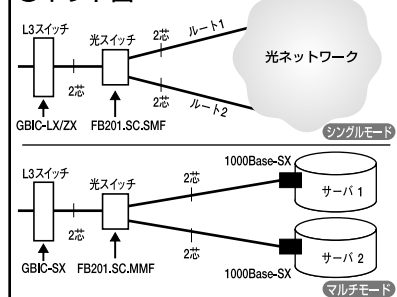 L3スイッチ
光スイッチ
2芯
ルート1
光ネットワーク
2芯
2芯
ルート2
GBIC-LX/ZX
FB201.SC.SMF
シングルモード
L3スイッチ
光スイッチ
2芯
1000Base-SX
サーバ 1
2芯
2芯
サーバ 2
GBIC-SX
FB201.SC.MMF
1000Base-SX
マルチモード